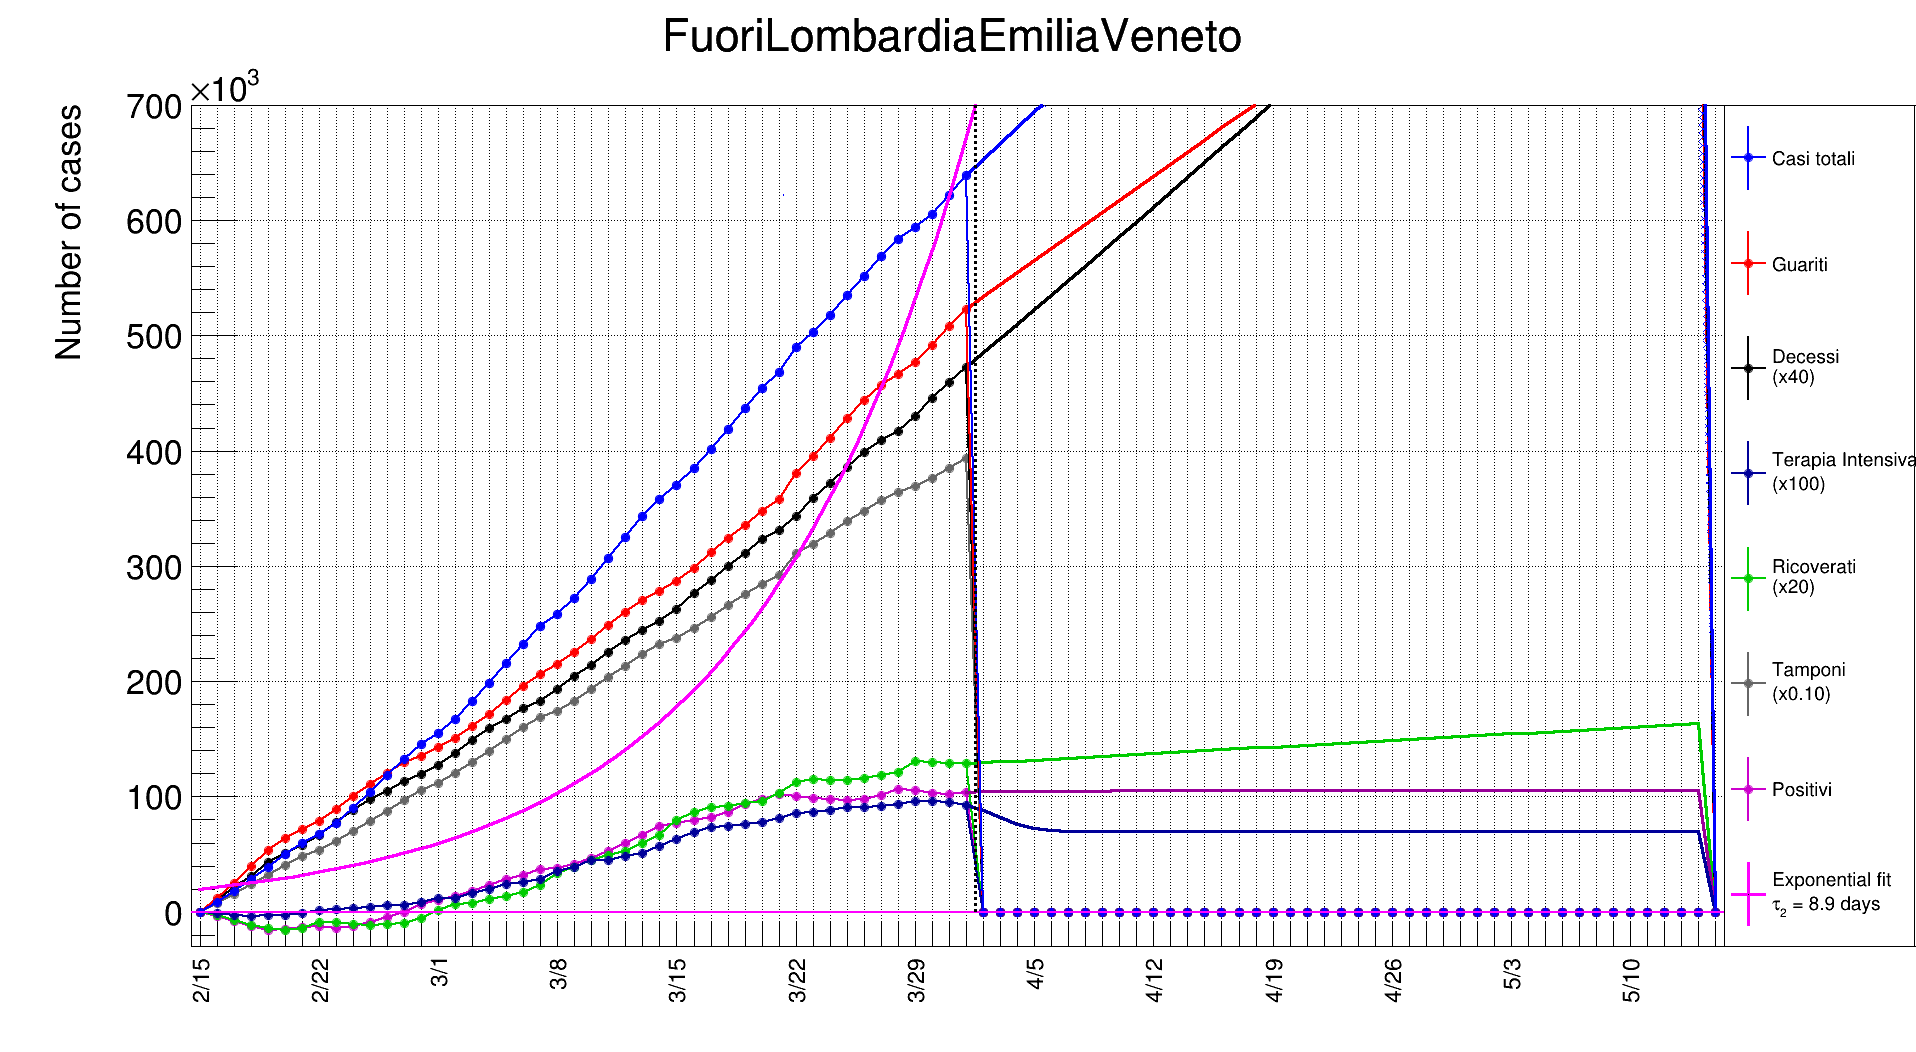 FuoriLombardiaEmiliaVeneto
×10³
Number of cases
700
600
500
400
300
200
100
0
2/15
2/22
3/1
3/8
3/15
3/22
3/29
4/5
4/12
4/19
4/26
5/3
5/10
Casi totali
Guariti
Decessi
(x40)
Terapia Intensiva
(x100)
Ricoverati
(x20)
Tamponi
(x0.10)
Positivi
Exponential fit
τ₂ = 8.9 days